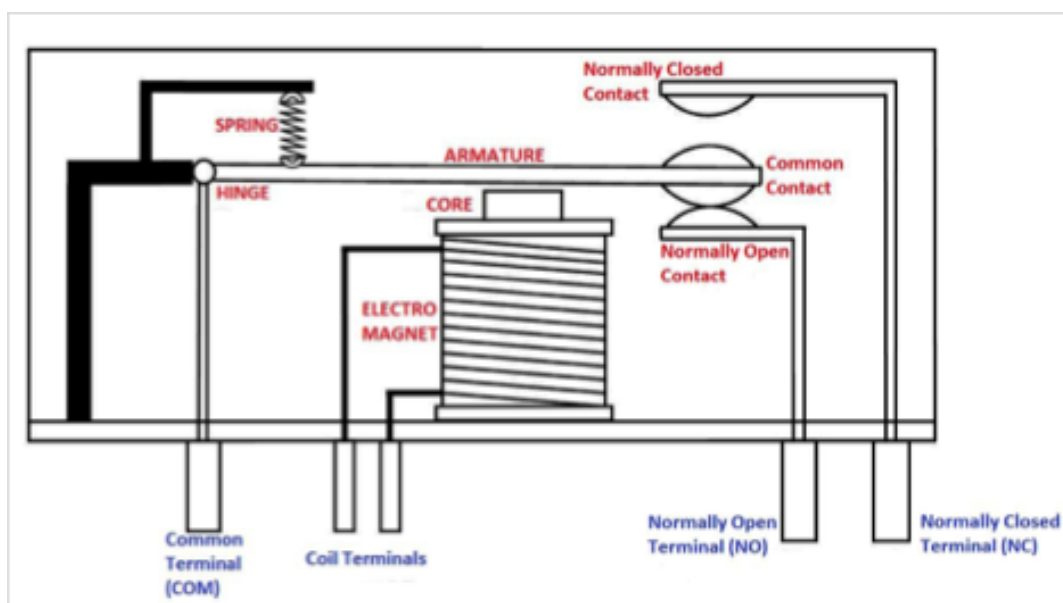 Normally Closed
Contact
SPRING
ARMATURE
Common
Contact
HINGE
CORE
Normally Open
Contact
ELECTRO
MAGNET
Common
Terminal
(COM)
Coil Terminals
Normally Open
Terminal (NO)
Normally Closed
Terminal (NC)